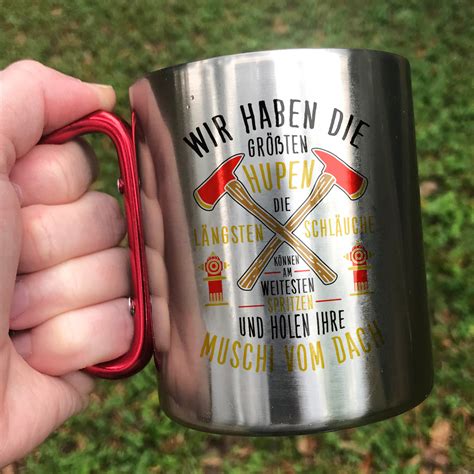 WIR HABEN DIE
GRÖẞTEN
HUPEN
DIE
LÄNGSTEN SCHLÄUCHE
KÖNNEN
AM
WEITESTEN
SPRITZEN
UND HOLEN IHRE
MUSCHI VOM DACH